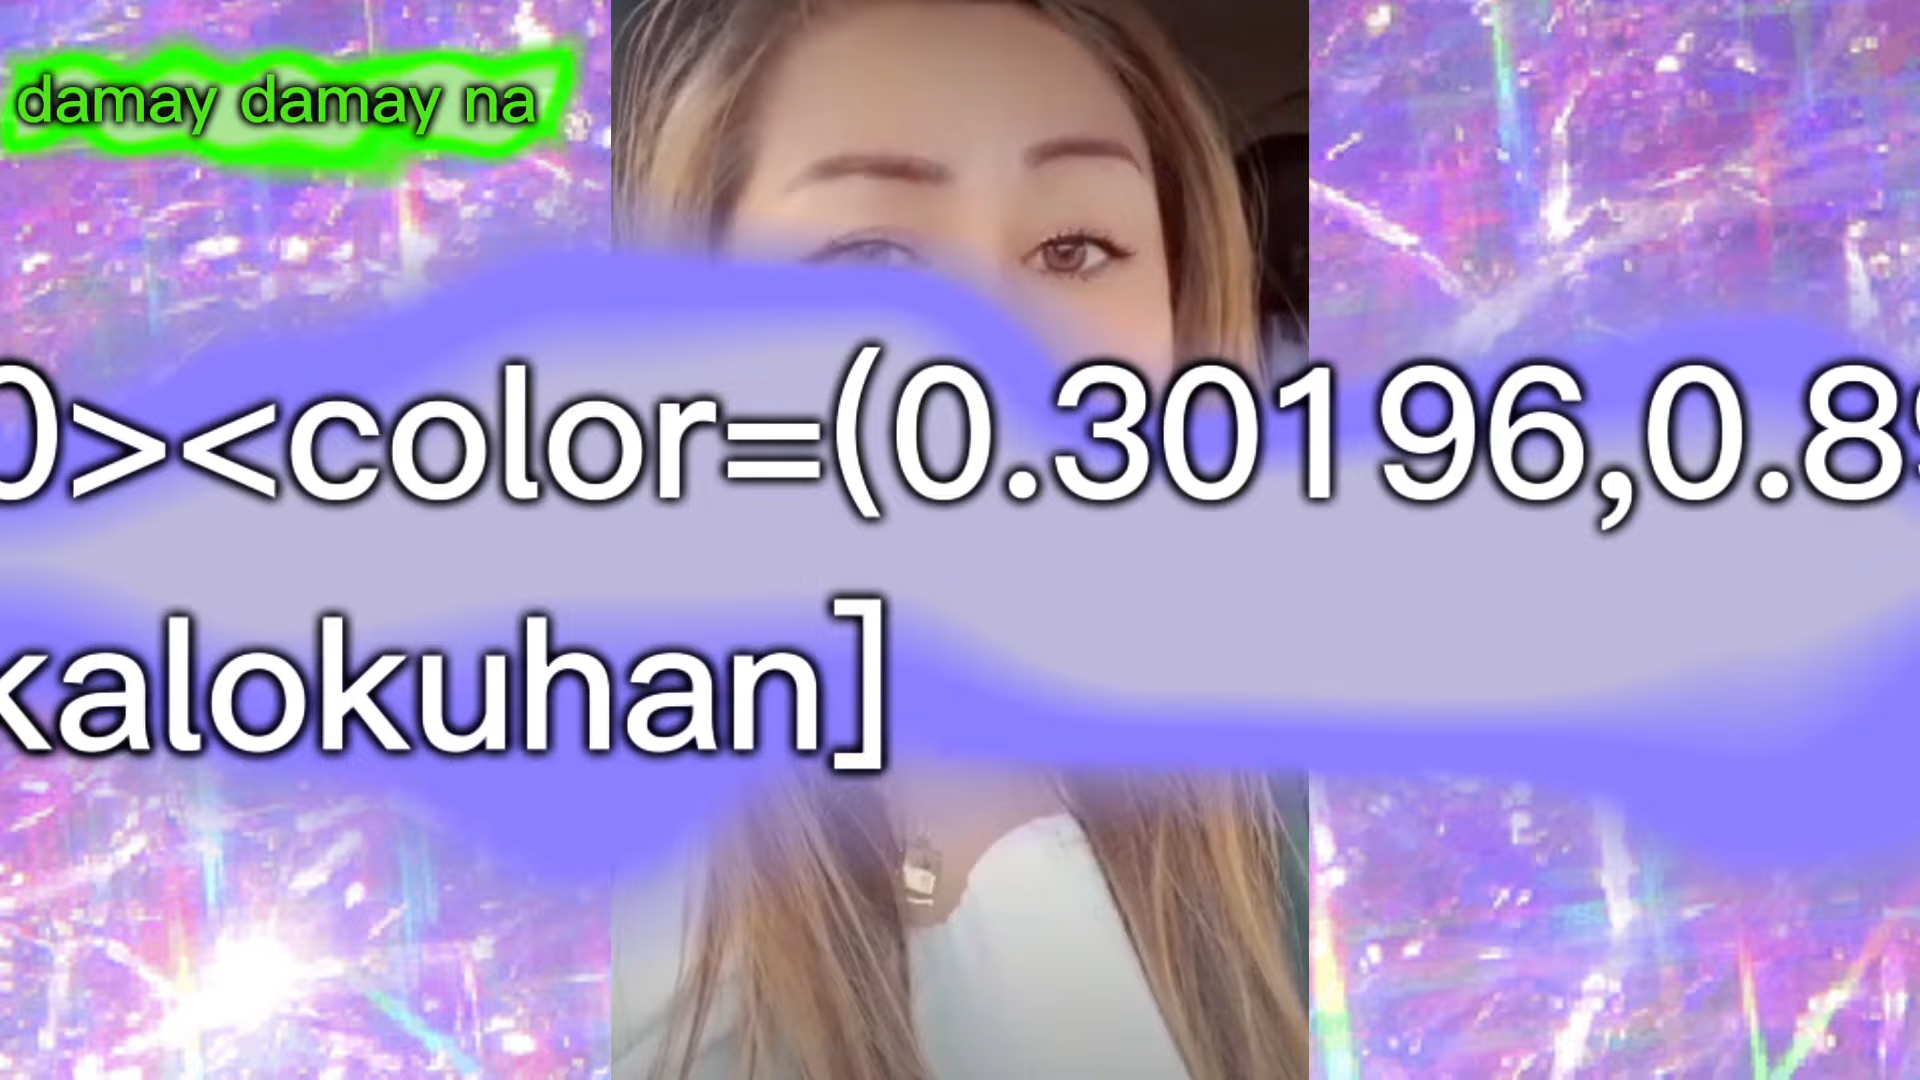 damay damay na
0><color=(0.30196,0.8
kalokuhan]